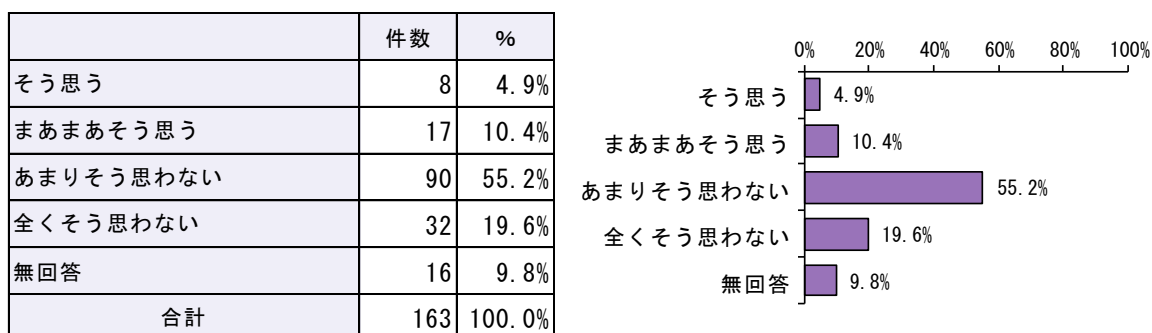 件数 %
そう思う 8 4.9%
まあまあそう思う 17 10.4%
あまりそう思わない 90 55.2%
全くそう思わない 32 19.6%
無回答 16 9.8%
合計 163 100.0%
0% 20% 40% 60% 80% 100%
そう思う 4.9%
まあまあそう思う 10.4%
あまりそう思わない 55.2%
全くそう思わない 19.6%
無回答 9.8%